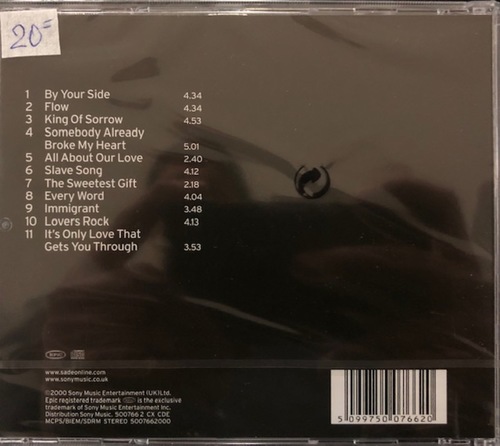 20=
1 By Your Side 4.34
2 Flow 4.34
3 King Of Sorrow 4.53
4 Somebody Already
Broke My Heart 5.01
5 All About Our Love 2.40
6 Slave Song 4.12
7 The Sweetest Gift 2.18
8 Every Word 4.04
9 Immigrant 3.48
10 Lovers Rock 4.13
11 It's Only Love That
Gets You Through 3.53
epic
www.sadeonline.com
www.sonymusic.co.uk
©2000 Sony Music Entertainment (UK) Ltd.
Epic registered trademark epic is the exclusive
trademark of Sony Music Entertainment Inc.
Distribution Sony Music. 500766 2 CX CDE
MCPS/BIEM/SDRM STEREO 5007662000
5 099750 076620